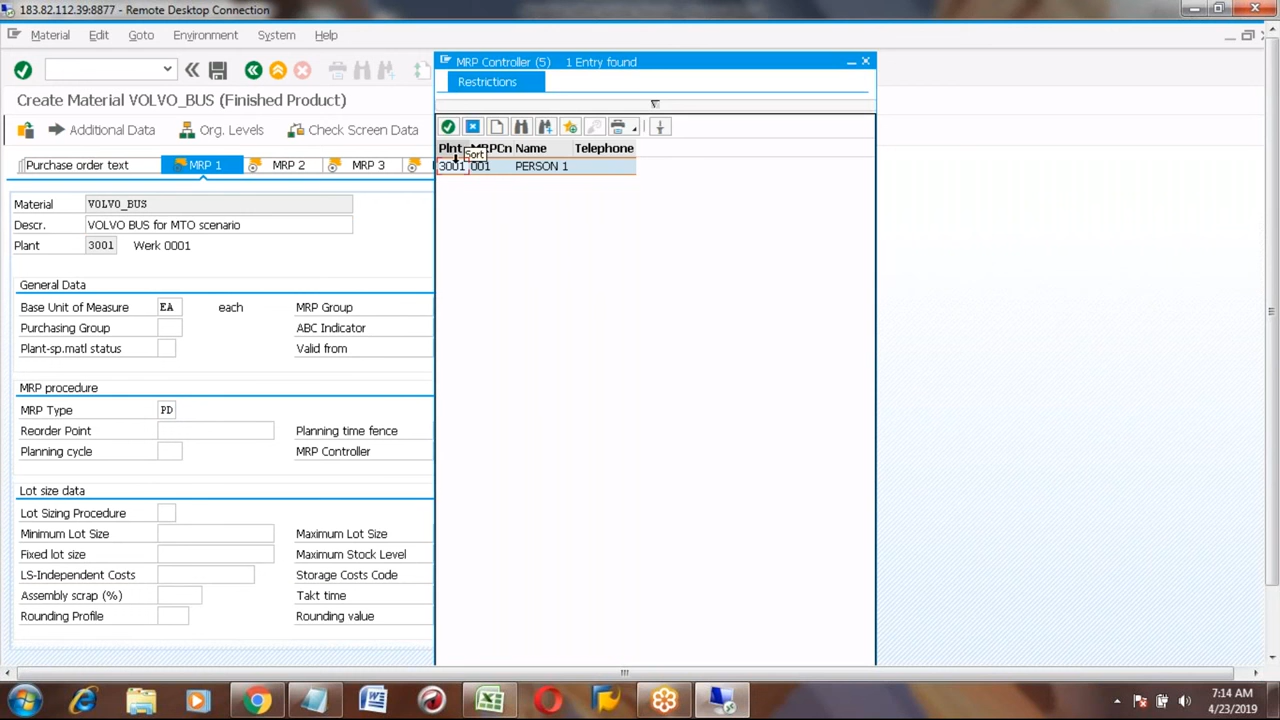 183.82.112.39:8877 - Remote Desktop Connection
Material Edit Goto Environment System Help
Create Material VOLVO_BUS (Finished Product)
Additional Data Org. Levels Check Screen Data
Purchase order text MRP 1 MRP 2 MRP 3
Material VOLVO_BUS
Descr. VOLVO BUS for MTO scenario
Plant 3001 Werk 0001
General Data
Base Unit of Measure EA each MRP Group
Purchasing Group ABC Indicator
Plant-sp.matl status Valid from
MRP procedure
MRP Type PD
Reorder Point Planning time fence
Planning cycle MRP Controller
Lot size data
Lot Sizing Procedure
Minimum Lot Size Maximum Lot Size
Fixed lot size Maximum Stock Level
LS-Independent Costs Storage Costs Code
Assembly scrap (%) Takt time
Rounding Profile Rounding value
MRP Controller (5) 1 Entry found
Restrictions
Plnt MRPCn Name Telephone
Sort
3001 001 PERSON 1
7:14 AM
4/23/2019